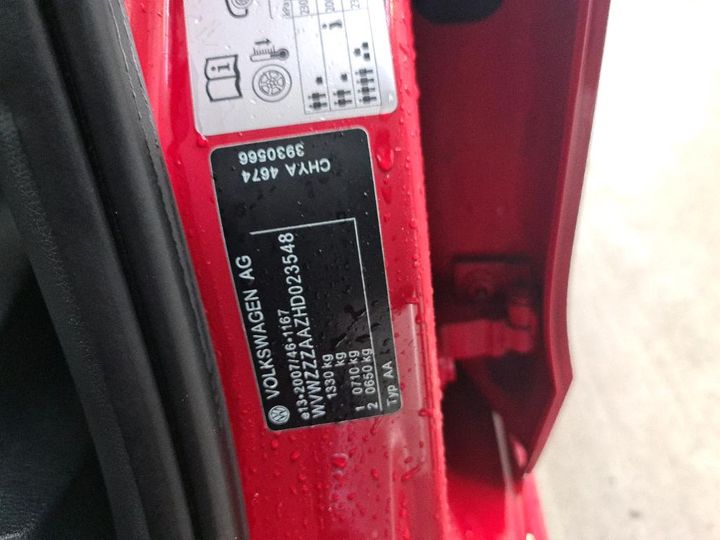 VOLKSWAGEN AG
e13*2007/46*1167
WVWZZZAAZHD023548
1330 kg
kg
1 0710 kg
2 0650 kg
Typ AA
CHYA 4674
3930566